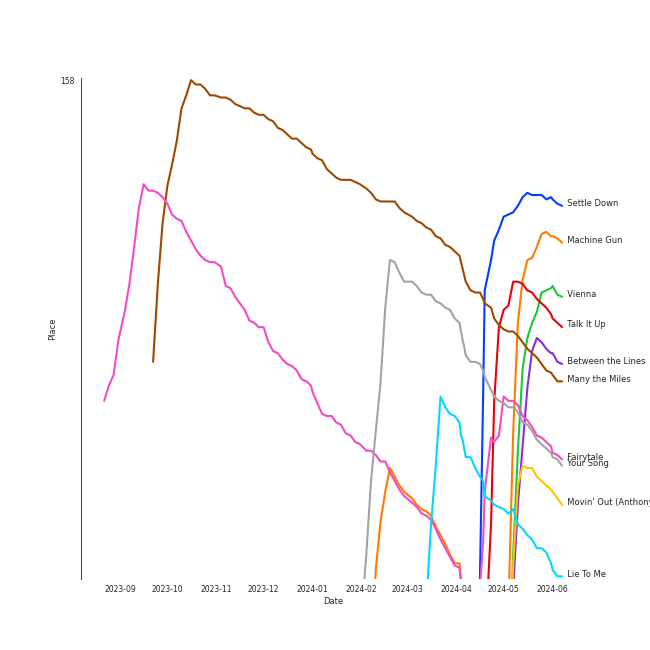 158
Settle Down
Machine Gun
Vienna
Talk It Up
Between the Lines
Many the Miles
Fairytale
Your Song
Movin' Out (Anthony
Lie To Me
Place
2023-09 2023-10 2023-11 2023-12 2024-01 2024-02 2024-03 2024-04 2024-05 2024-06
Date